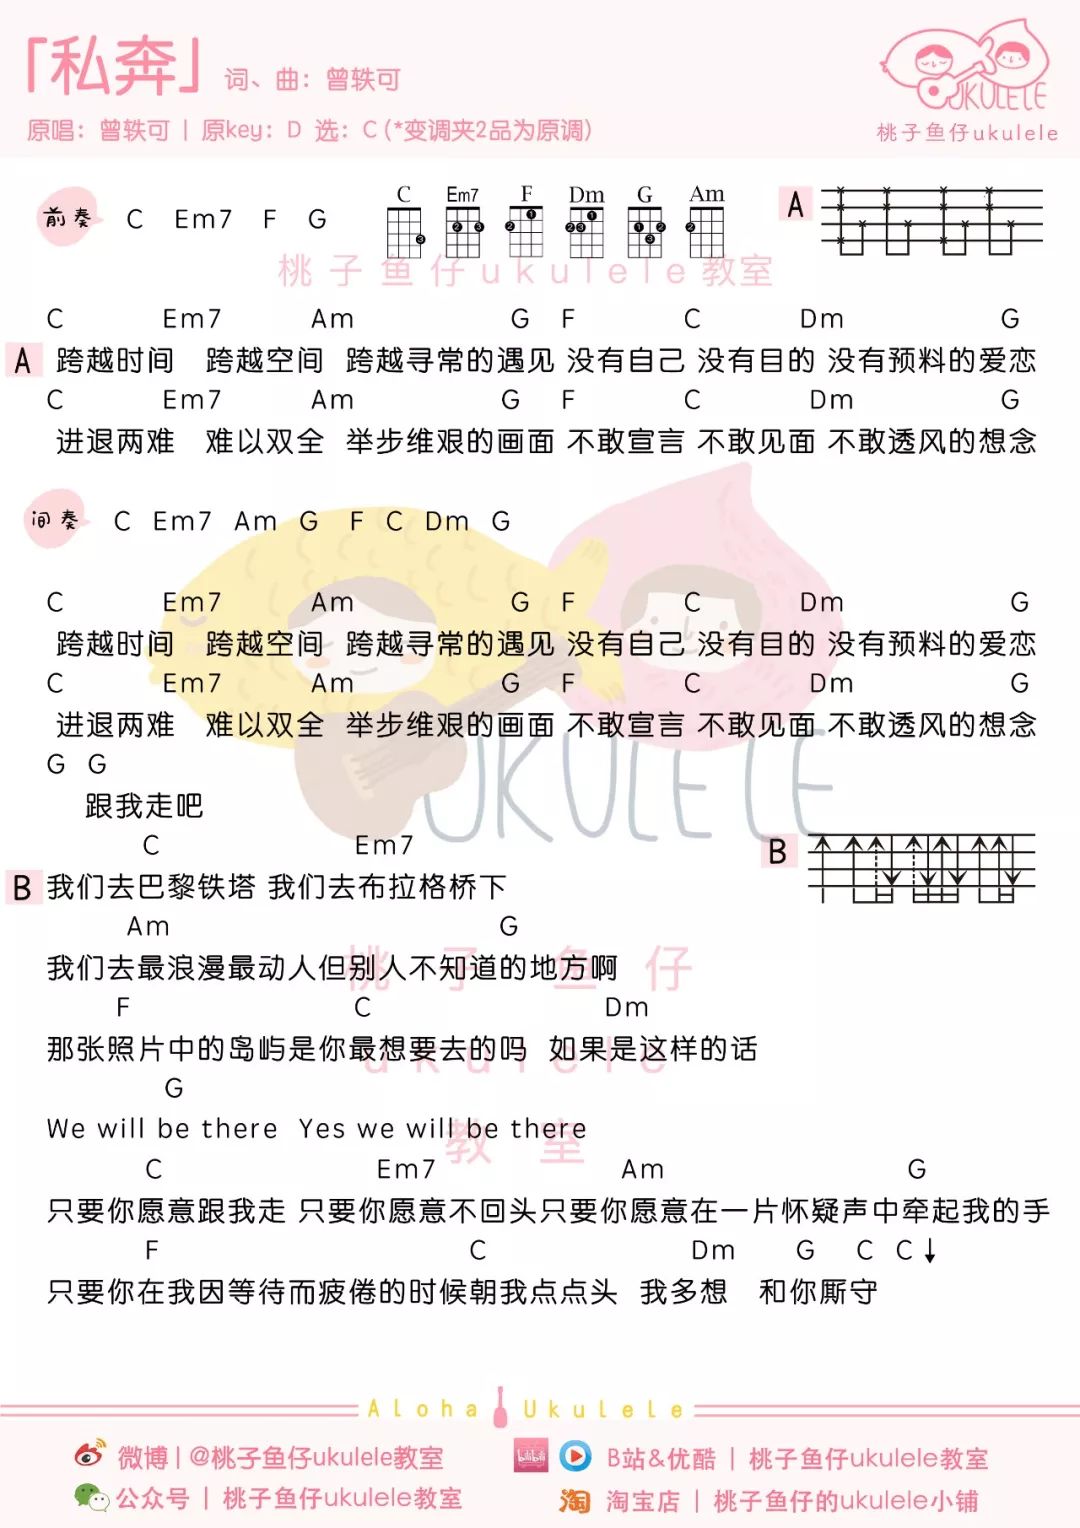 「私奔」 词、曲：曾轶可
原唱：曾轶可 | 原key：D 选：C (*变调夹2品为原调)
UKULELE
桃子鱼仔ukulele
前奏 C Em7 F G
C Em7 F Dm G Am
A
桃子鱼仔ukulele教室
C Em7 Am G F C Dm G
A 跨越时间 跨越空间 跨越寻常的遇见 没有自己 没有目的 没有预料的爱恋
C Em7 Am G F C Dm G
进退两难 难以双全 举步维艰的画面 不敢宣言 不敢见面 不敢透风的想念
间奏 C Em7 Am G F C Dm G
C Em7 Am G F C Dm G
跨越时间 跨越空间 跨越寻常的遇见 没有自己 没有目的 没有预料的爱恋
C Em7 Am G F C Dm G
进退两难 难以双全 举步维艰的画面 不敢宣言 不敢见面 不敢透风的想念
G G
跟我走吧
UKULELE
C Em7
B
B 我们去巴黎铁塔 我们去布拉格桥下
Am G
我们去最浪漫最动人但别人不知道的地方啊
桃子鱼仔
F C Dm
那张照片中的岛屿是你最想要去的吗 如果是这样的话
ukulele
G
We will be there Yes we will be there
教室
C Em7 Am G
只要你愿意跟我走 只要你愿意不回头只要你愿意在一片怀疑声中牵起我的手
F C Dm G C C↓
只要你在我因等待而疲倦的时候朝我点点头 我多想 和你厮守
Aloha Ukulele
微博 | @桃子鱼仔ukulele教室
bilibili B站&优酷 | 桃子鱼仔ukulele教室
公众号 | 桃子鱼仔ukulele教室
淘 淘宝店 | 桃子鱼仔的ukulele小铺